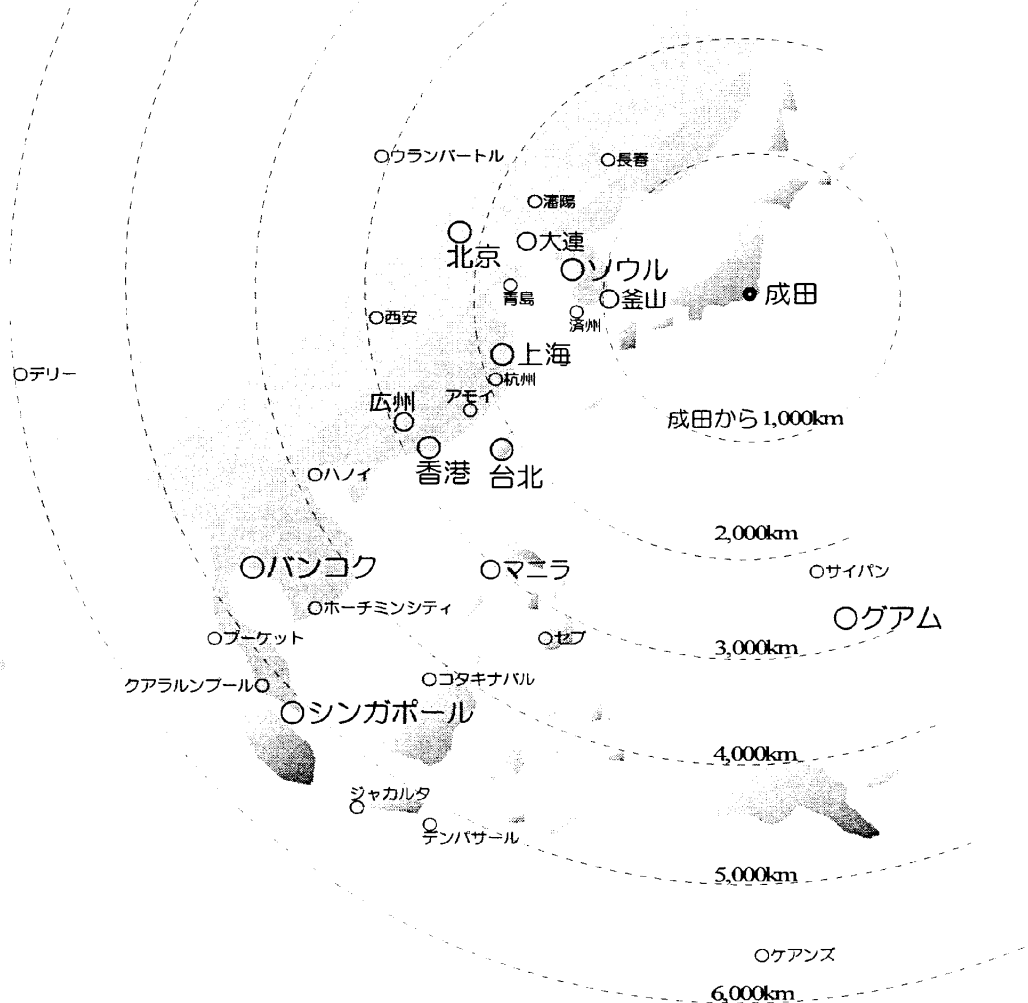 ウランバートル
長春
瀋陽
北京
大連
ソウル
釜山
成田
青島
済州
西安
上海
デリー
杭州
アモイ
広州
成田から1,000km
香港
台北
ハノイ
2,000km
バンコク
マニラ
サイパン
ホーチミンシティ
グアム
プーケット
セブ
3,000km
クアラルンプール
コタキナバル
シンガポール
4,000km
ジャカルタ
デンパサール
5,000km
ケアンズ
6,000km